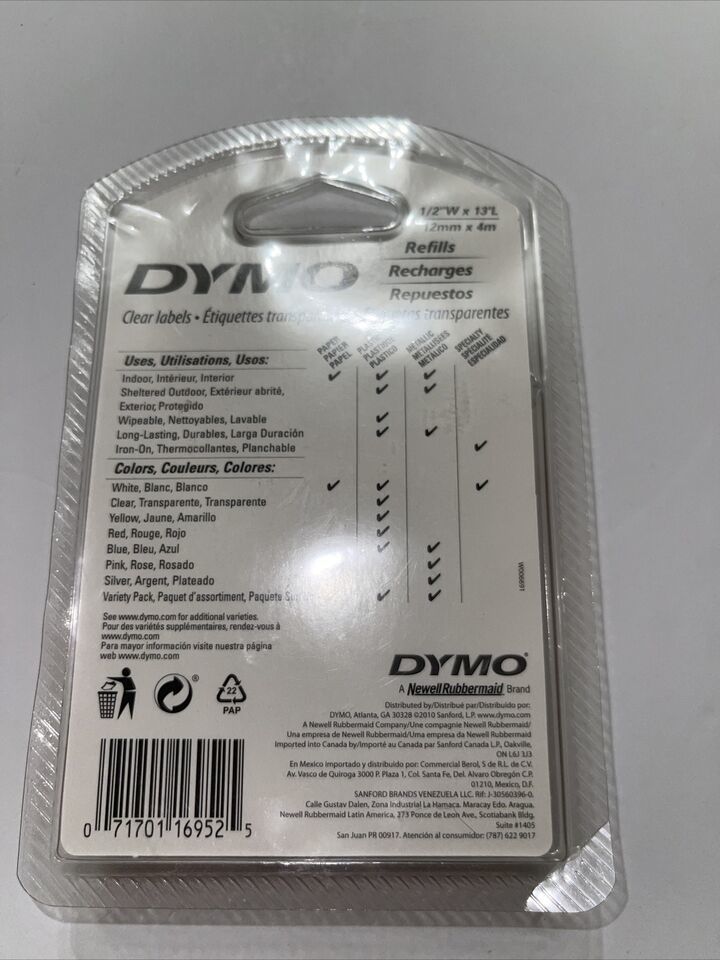 1/2"W x 13'L
12mm x 4m
Refills
DYMO
Recharges
Repuestos
Clear labels • Étiquettes transparentes
PAPER PAPIER PAPEL
PLASTIC PLASTIQUE PLÁSTICO
METALLIC MÉTALLISÉES METÁLICO
SPECIALTY SPÉCIALITÉ ESPECIALIDAD
Uses, Utilisations, Usos:
Indoor, Intérieur, Interior ✔ ✔ ✔
Sheltered Outdoor, Extérieur abrité, ✔ ✔
Exterior, Protegido
Wipeable, Nettoyables, Lavable ✔
Long-Lasting, Durables, Larga Duración ✔ ✔
Iron-On, Thermocollantes, Planchable ✔
Colors, Couleurs, Colores:
White, Blanc, Blanco ✔ ✔ ✔
Clear, Transparente, Transparente ✔
Yellow, Jaune, Amarillo ✔
Red, Rouge, Rojo ✔
Blue, Bleu, Azul ✔ ✔
Pink, Rose, Rosado ✔
Silver, Argent, Plateado ✔
Variety Pack, Paquet d'assortiment, Paquete ✔ ✔
W006691
See www.dymo.com for additional varieties.
Pour des variétés supplémentaires, rendez-vous à
www.dymo.com
Para mayor información visite nuestra página
web www.dymo.com
22
PAP
DYMO®
A NewellRubbermaid Brand
Distributed by/Distribué par/Distribuido por:
DYMO, Atlanta, GA 30328 ©2010 Sanford, L.P. www.dymo.com
A Newell Rubbermaid Company/Une compagnie Newell Rubbermaid/
Una empresa de Newell Rubbermaid/Uma empresa da Newell Rubbermaid
Imported into Canada by/Importé au Canada par Sanford Canada L.P., Oakville,
ON L6J 3J3
En Mexico importado y distribuido por: Commercial Berol, S de R.L. de C.V.
Av. Vasco de Quiroga 3000 P. Plaza 1, Col. Santa Fe, Del. Alvaro Obregón C.P.
01210, Mexico, D.F.
SANFORD BRANDS VENEZUELA LLC. Rif: J-30560396-0.
Calle Gustav Dalen, Zona Industrial La Hamaca. Maracay Edo. Aragua.
Newell Rubbermaid Latin America, 273 Ponce de Leon Ave., Scotiabank Bldg.
Suite #1405
San Juan PR 00917. Atención al consumidor: (787) 622 9017
0 71701 16952 5